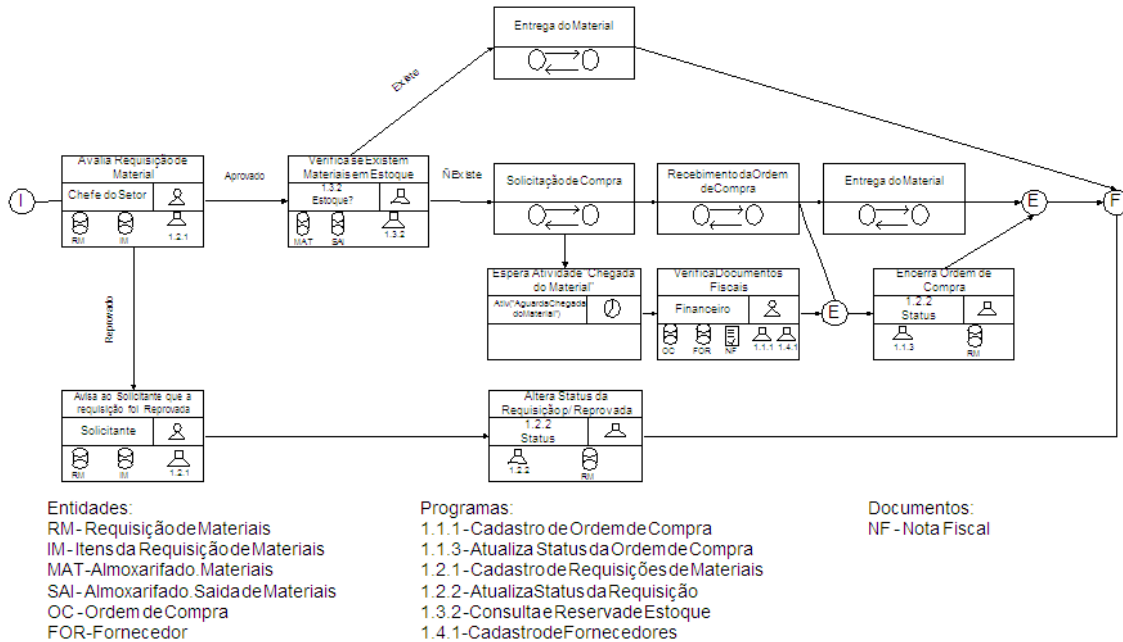 Entrega do Material
Existe
Avalia Requisição de
Material
Chefe do Setor
RM
IM
1.2.1
Aprovado
Verifica se Existem
Materiais em Estoque
1.3.2
Estoque?
MAT
SAI
1.3.2
Ñ Existe
Solicitação de Compra
Recebimento da Ordem
de Compra
Entrega do Material
I
E
F
Reprovado
Espera Atividade "Chegada
do Material"
Ativ("Aguarda Chegada
do Material")
Verifica Documentos
Fiscais
Financeiro
OC
FOR
NF
1.1.1
1.4.1
E
Encerra Ordem de
Compra
1.2.2
Status
1.1.3
RM
Avisa ao Solicitante que a
requisição foi Reprovada
Solicitante
RM
IM
1.2.1
Altera Status da
Requisição p/ Reprovada
1.2.2
Status
1.2.2
RM
Entidades:
RM - Requisição de Materiais
IM - Itens da Requisição de Materiais
MAT - Almoxarifado.Materiais
SAI - Almoxarifado.Saida de Materiais
OC - Ordem de Compra
FOR - Fornecedor
Programas:
1.1.1 - Cadastro de Ordem de Compra
1.1.3 - Atualiza Status da Ordem de Compra
1.2.1 - Cadastro de Requisições de Materiais
1.2.2 - Atualiza Status da Requisição
1.3.2 - Consulta e Reserva de Estoque
1.4.1 - Cadastro de Fornecedores
Documentos:
NF - Nota Fiscal